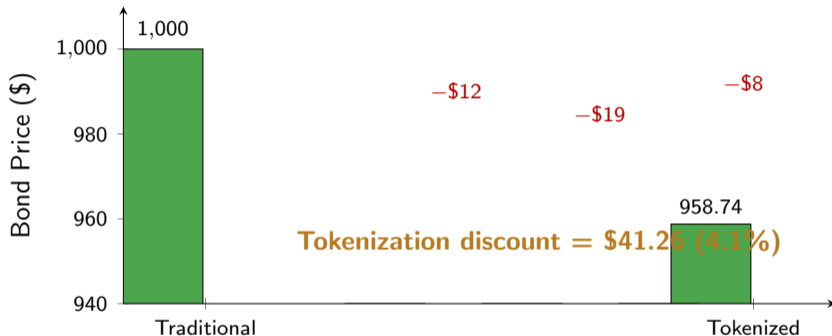 1,000
1,000
−$12
−$8
−$19
980
Bond Price ($)
958.74
960
Tokenization discount = $41.26 (4.1%)
940
Traditional
Tokenized